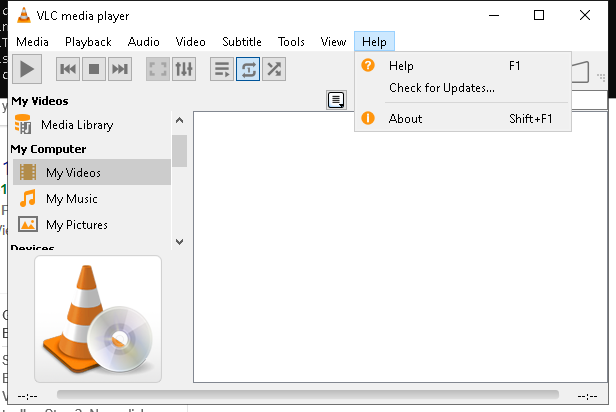 VLC media player
Media Playback Audio Video Subtitle Tools View Help
Help F1
Check for Updates...
About Shift+F1
My Videos
Media Library
My Computer
My Videos
My Music
My Pictures
Devices
--:-- --:--